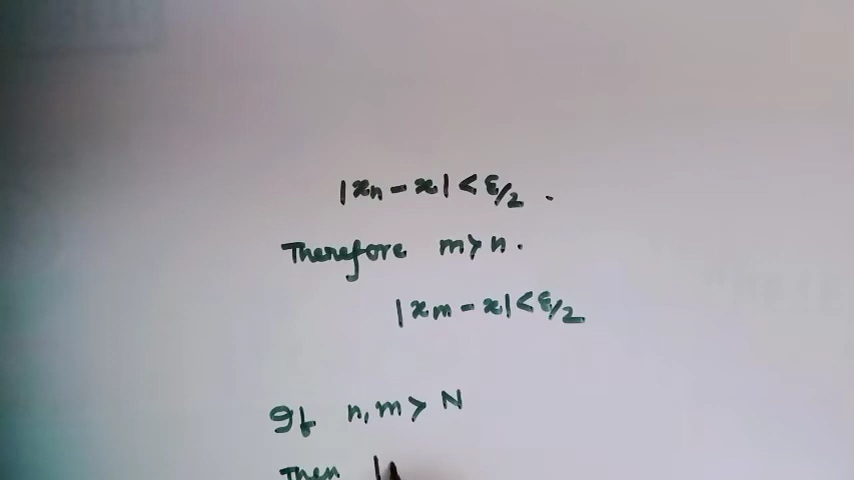 |xn - x| < ε/2 .
Therefore m > n.
|xm - x| < ε/2
If n, m > N
Then |